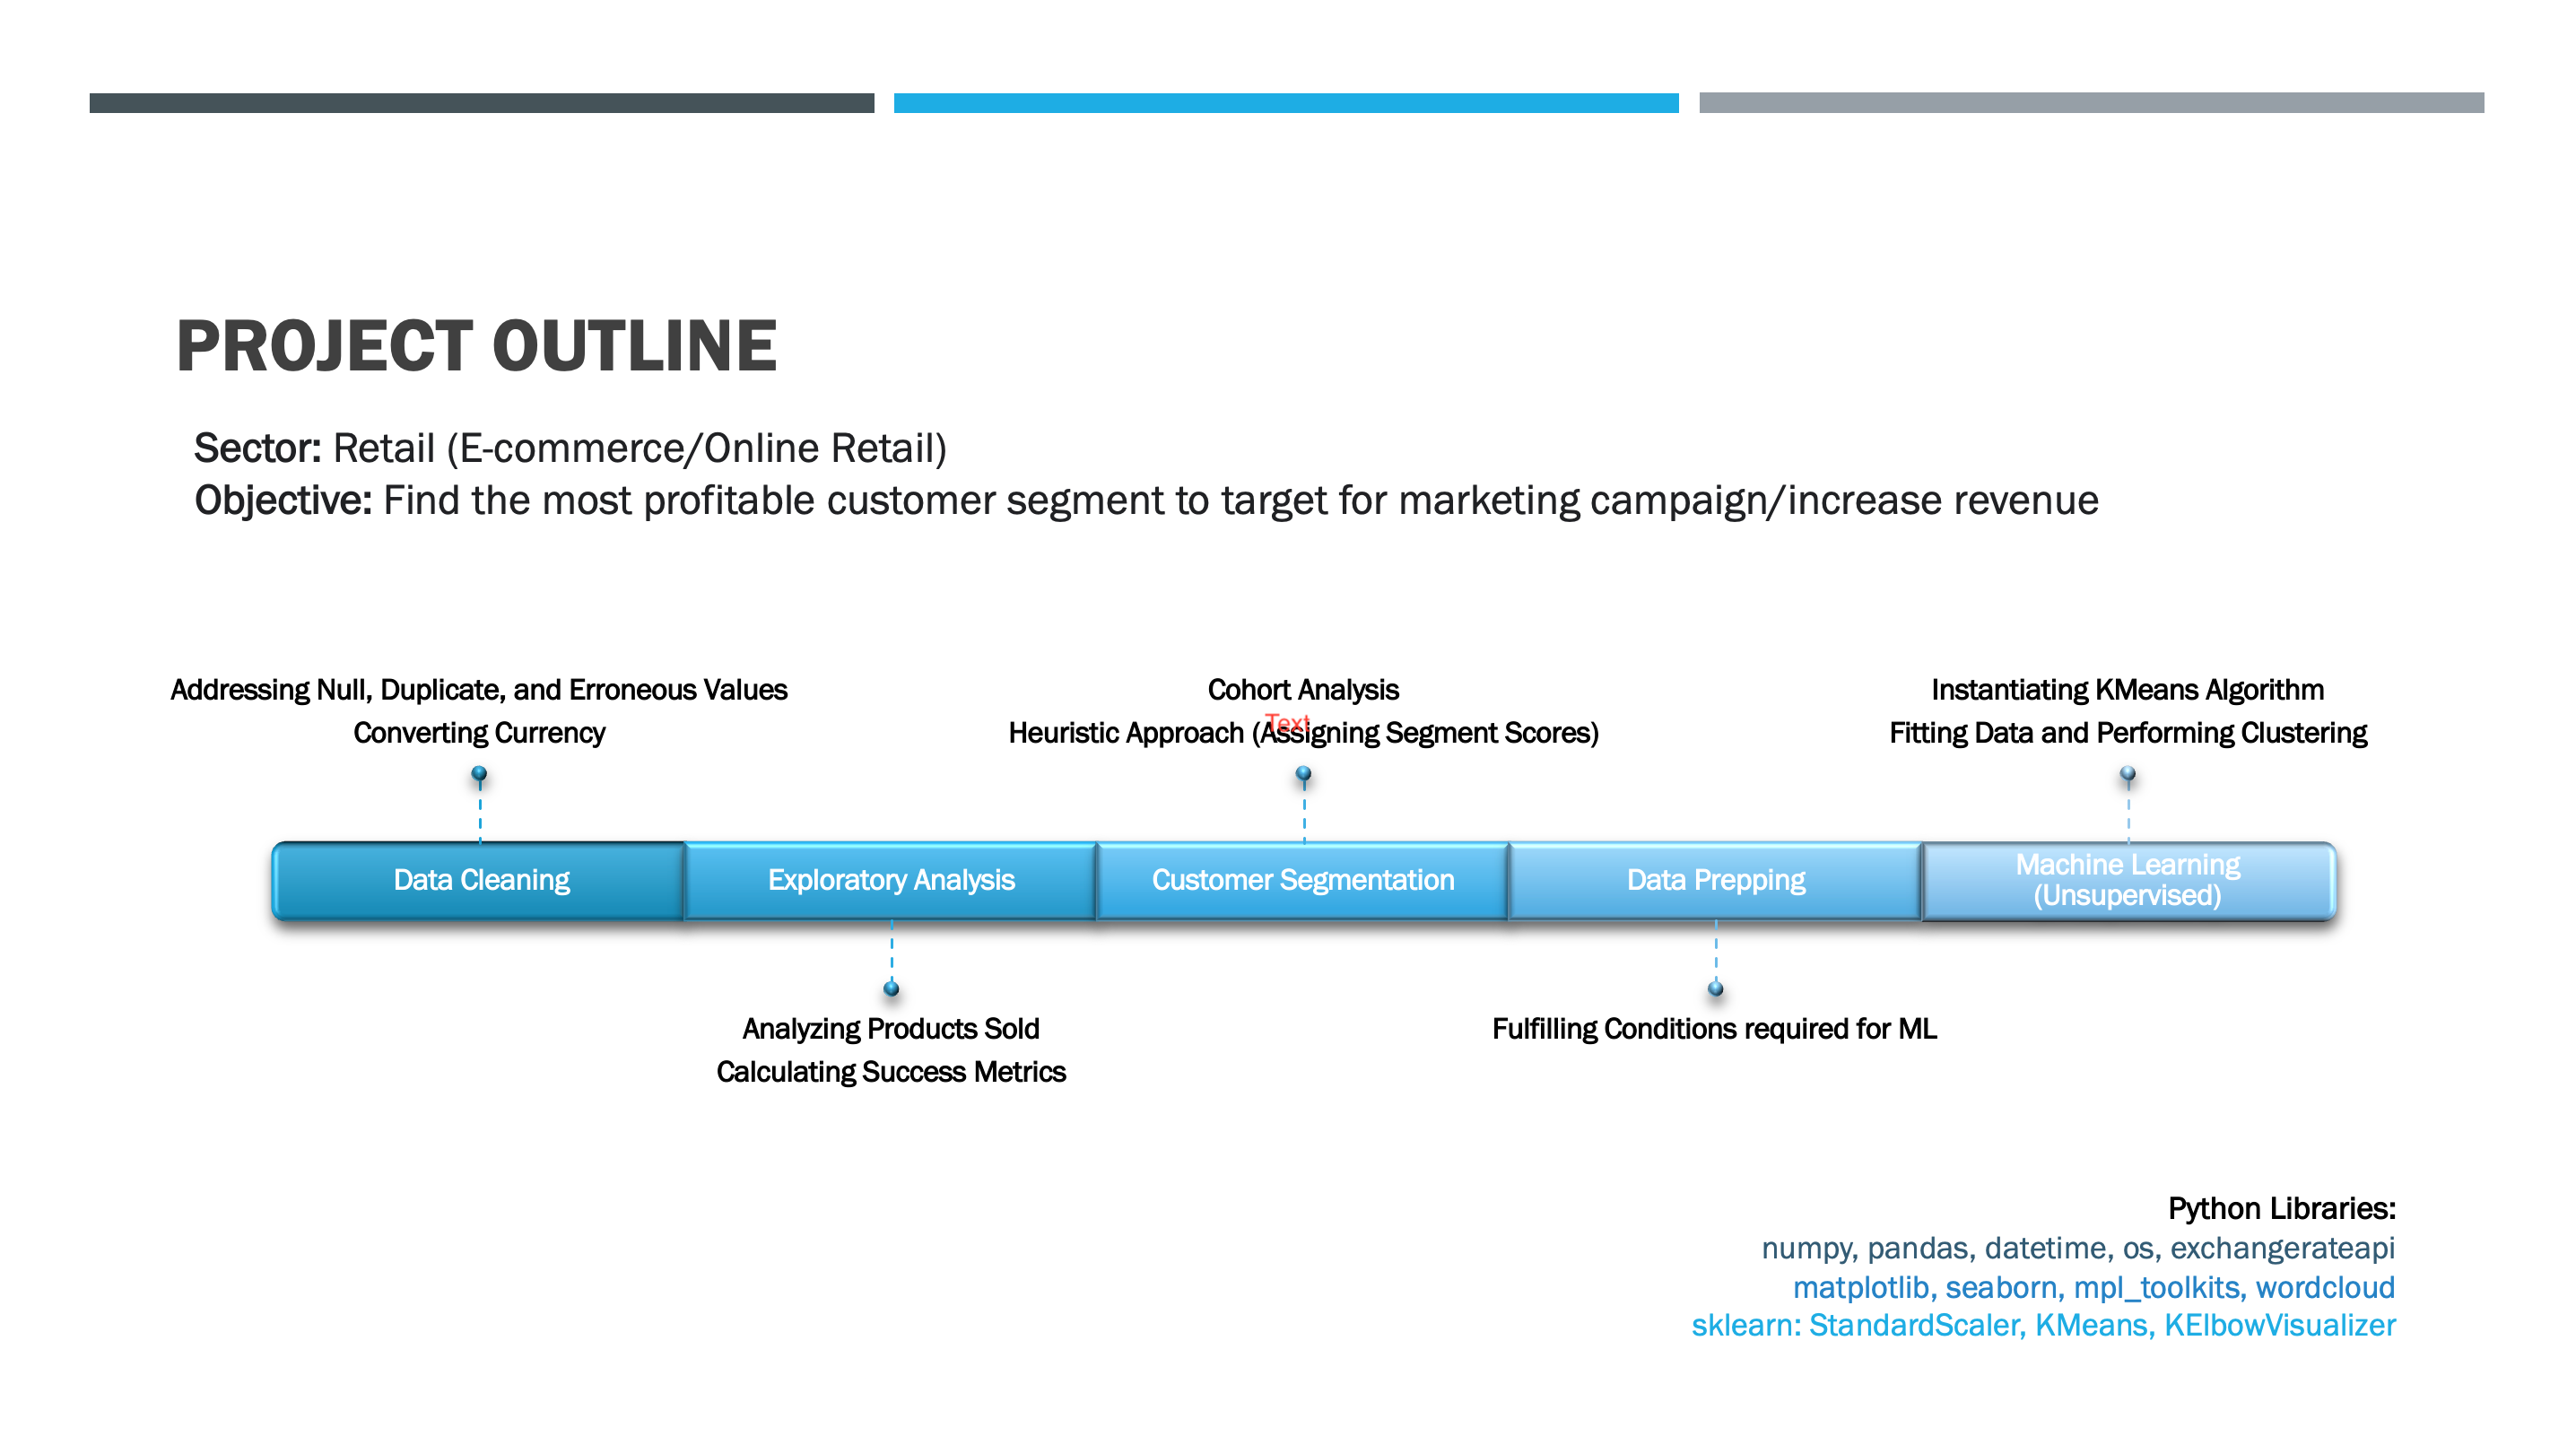 PROJECT OUTLINE
Sector: Retail (E-commerce/Online Retail)
Objective: Find the most profitable customer segment to target for marketing campaign/increase revenue
Addressing Null, Duplicate, and Erroneous Values
Converting Currency
Cohort Analysis
Text
Heuristic Approach (Assigning Segment Scores)
Instantiating KMeans Algorithm
Fitting Data and Performing Clustering
Data Cleaning
Exploratory Analysis
Customer Segmentation
Data Prepping
Machine Learning
(Unsupervised)
Analyzing Products Sold
Calculating Success Metrics
Fulfilling Conditions required for ML
Python Libraries:
numpy, pandas, datetime, os, exchangerateapi
matplotlib, seaborn, mpl_toolkits, wordcloud
sklearn: StandardScaler, KMeans, KElbowVisualizer